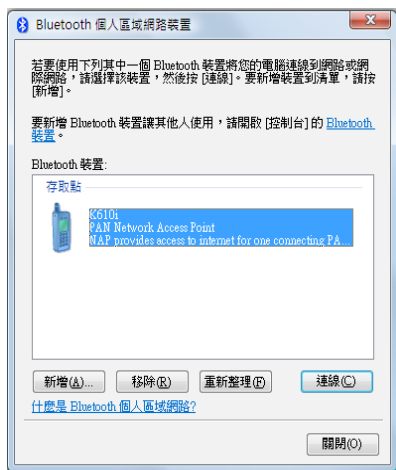 Bluetooth 個人區域網路裝置
若要使用下列其中一個 Bluetooth 裝置將您的電腦連線到網路或網
際網路，請選擇該裝置，然後按 [連線]。要新增裝置到清單，請按
[新增]。
要新增 Bluetooth 裝置讓其他人使用，請開啟 [控制台] 的 Bluetooth
裝置。
Bluetooth 裝置:
存取點
K610i
PAN Network Access Point
NAP provides access to internet for one connecting PA...
新增(A)...
移除(R)
重新整理(F)
連線(C)
什麼是 Bluetooth 個人區域網路?
關閉(O)